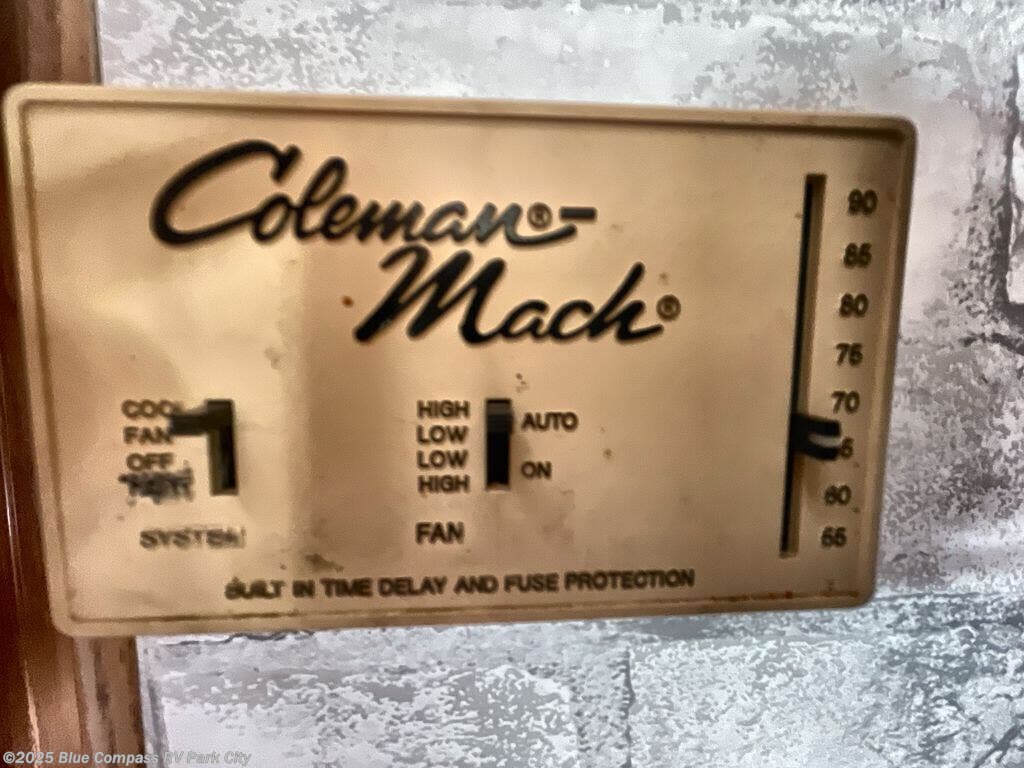 Coleman®-
Mach®
90
85
80
75
70
60
55
COOL
FAN
OFF
SYSTEM
HIGH
LOW AUTO
LOW
HIGH ON
FAN
BUILT IN TIME DELAY AND FUSE PROTECTION
©2025 Blue Compass RV Park City